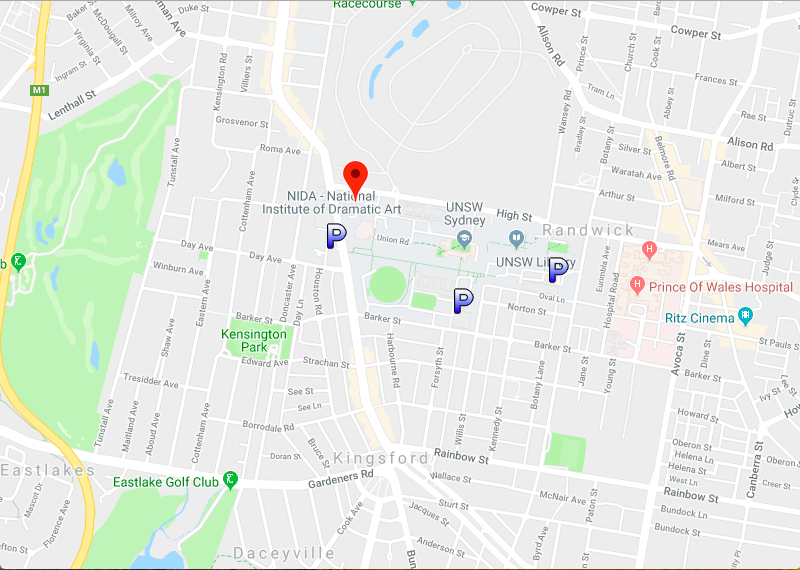 Racecourse
Cowper St
Cowper St
Baker St
McDougall St
Milroy Ave
Virginia St
Ingram St
Lenthall St
M1
Kensington Rd
Villiers St
Alison Rd
Prince St
Church St
Cook St
Frances St
Tram Ln
Abbey St
Dutruc St
Rae St
Alison Rd
Wansey Rd
Bradley St
Botany St
Belmore Rd
Silver St
Waratah Ave
Albert St
Arthur St
Milford St
Grosvenor St
Roma Ave
Tunstall Ave
Cottenham Ave
NIDA - National
Institute of Dramatic Art
UNSW
Sydney
High St
Randwick
Union Rd
UNSW Library
Mears Ave
Judge St
Day Ave
Day Ave
Winburn Ave
Eastern Ave
Doncaster Ave
Day Ln
Houston Rd
P
P
P
Eurimbla Ave
Hospital Road
H
H
Prince Of Wales Hospital
Oval Ln
Norton St
Ritz Cinema
Avoca St
St Pauls S
Dine St
Barker St
Barker St
Barker St
Barker St
Kensington
Park
Edward Ave
Strachan St
Shaw Ave
Tresidder Ave
Harbourne Rd
Forsyth St
Botany Lane
Jane St
Young St
Ivy St
See St
See Ln
Howard St
Tunstall Ave
Maitland Ave
Aboud Ave
Cottenham Ave
Borrodale Rd
Doran St
Bruce St
Willis St
Kennedy St
Canberra St
Oberon St
Helena Ln
Helena St
West Ln
Rainbow St
Rainbow St
Kingsford
Gardeners Rd
Eastlakes
Eastlake Golf Club
Wallace St
McNair Ave
Paton St
Bundock Ln
Bundock St
Sturt St
Jacques St
Cook Ave
Mascot Dr
Florence Ave
Anderson St
Byrd Ave
Daceyville